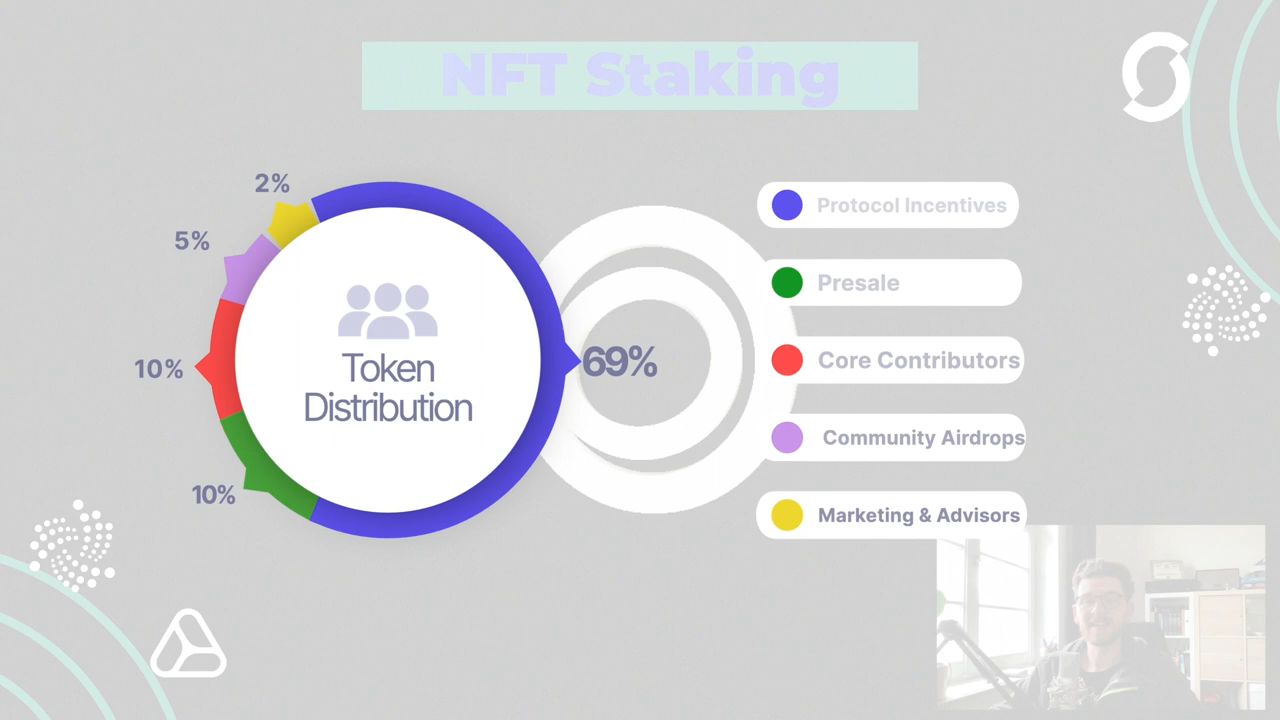 NFT Staking
2%
5%
10%
10%
Token
Distribution
69%
Protocol Incentives
Presale
Core Contributors
Community Airdrops
Marketing & Advisors